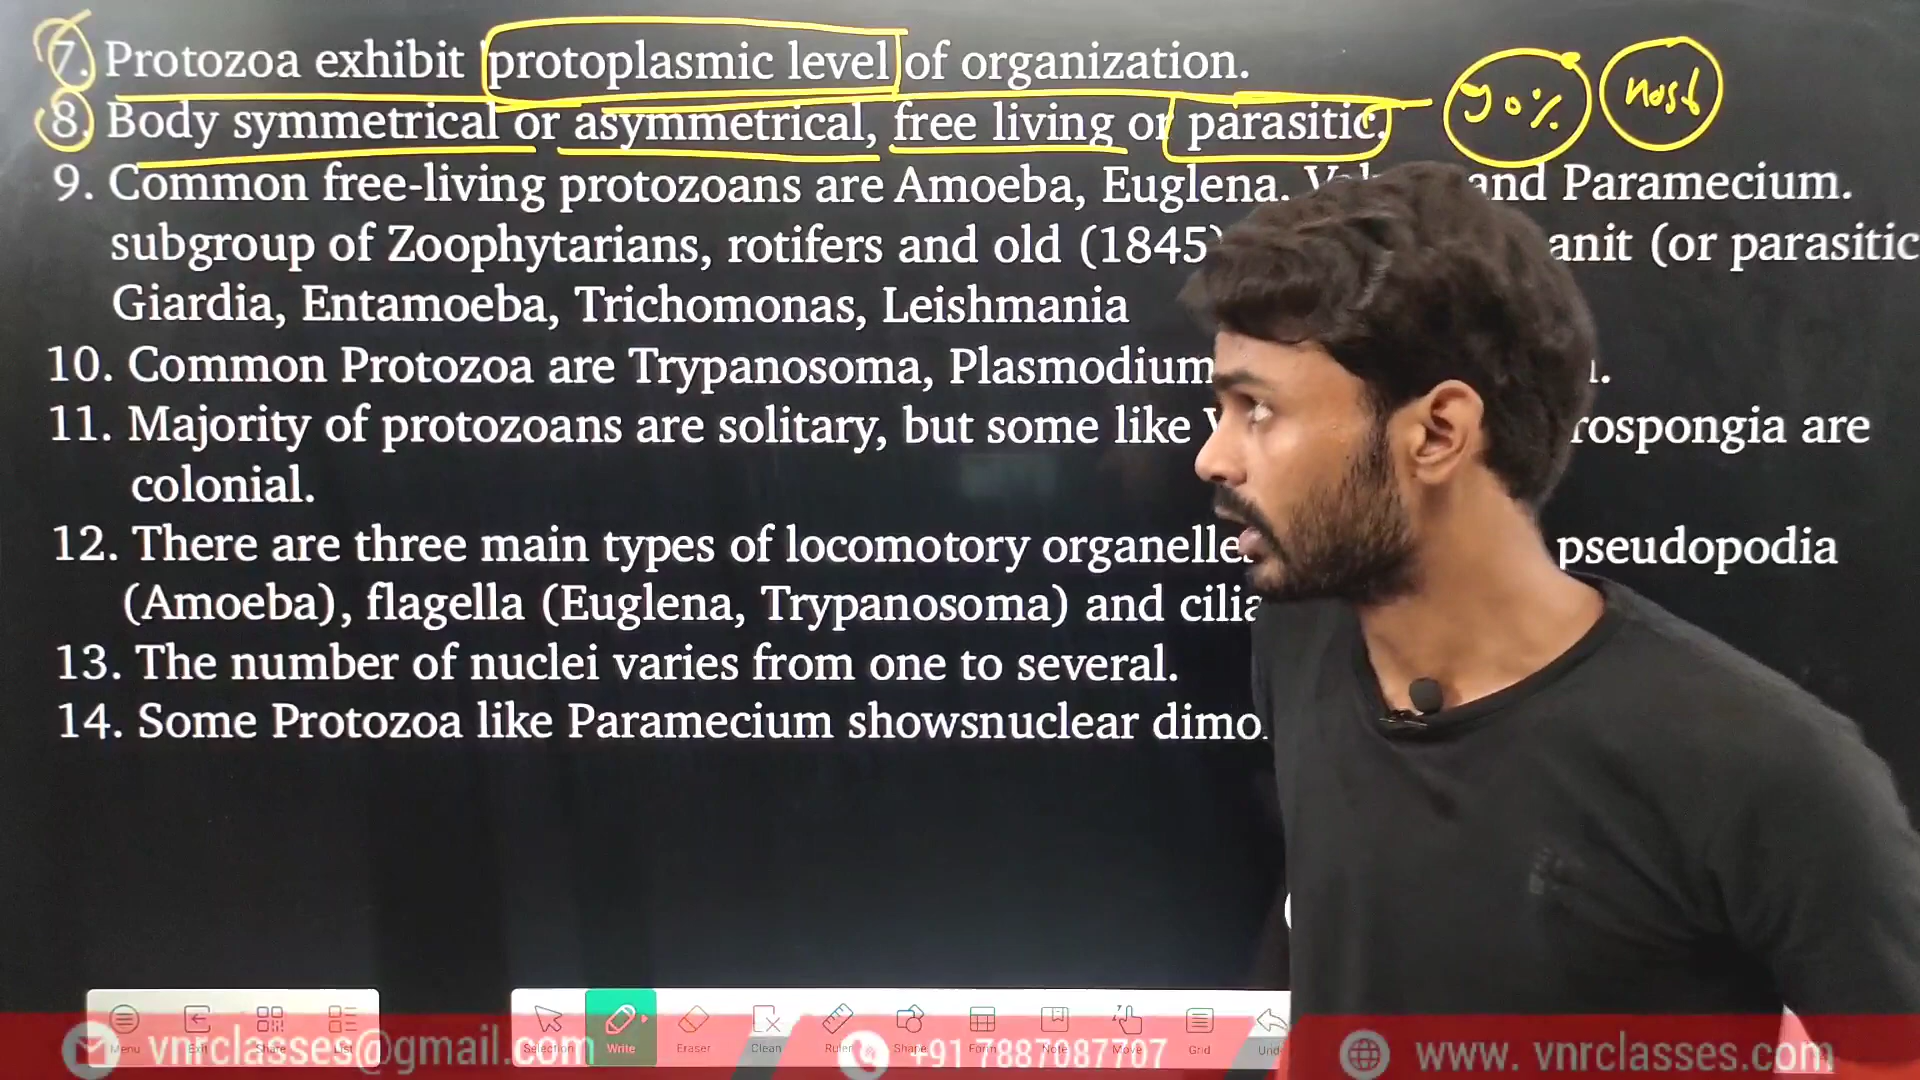 7. Protozoa exhibit protoplasmic level of organization.
8. Body symmetrical or asymmetrical, free living or parasitic. 90% host
9. Common free-living protozoans are Amoeba, Euglena, and Paramecium.
subgroup of Zoophytarians, rotifers and old (1845) anit (or parasitic
Giardia, Entamoeba, Trichomonas, Leishmania
10. Common Protozoa are Trypanosoma, Plasmodium
11. Majority of protozoans are solitary, but some like rospongia are
colonial.
12. There are three main types of locomotory organelle pseudopodia
(Amoeba), flagella (Euglena, Trypanosoma) and cilia
13. The number of nuclei varies from one to several.
14. Some Protozoa like Paramecium showsnuclear dimo
Menu Exit Share List Selection Write Eraser Clean Ruler Shape Form Note Move Grid Und
vnrclasses@gmail.com +91 7887087707 www. vnrclasses.com